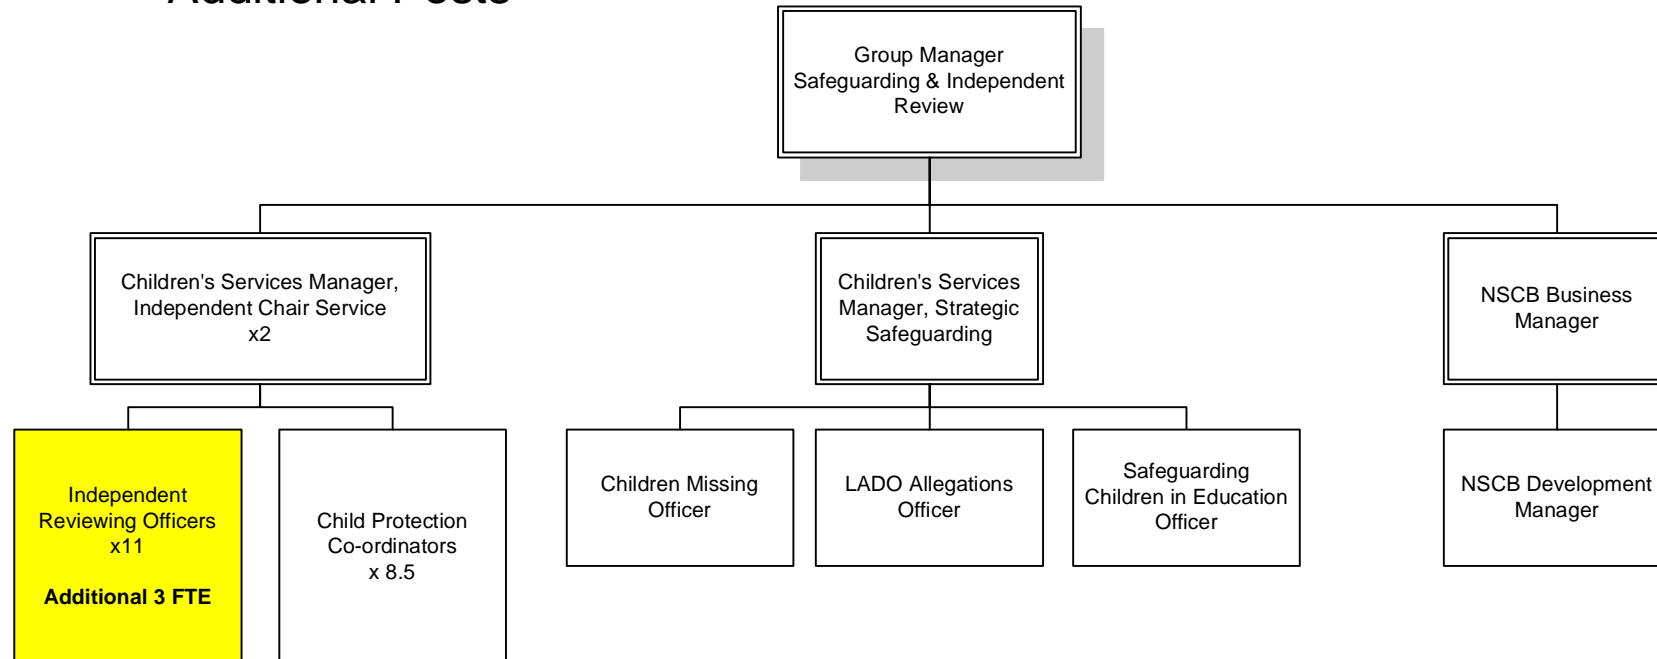 Additional Posts
Group Manager
Safeguarding & Independent
Review
Children's Services Manager,
Independent Chair Service
x2
Children's Services
Manager, Strategic
Safeguarding
NSCB Business
Manager
Independent
Reviewing Officers
x11
Additional 3 FTE
Child Protection
Co-ordinators
x 8.5
Children Missing
Officer
LADO Allegations
Officer
Safeguarding
Children in Education
Officer
NSCB Development
Manager